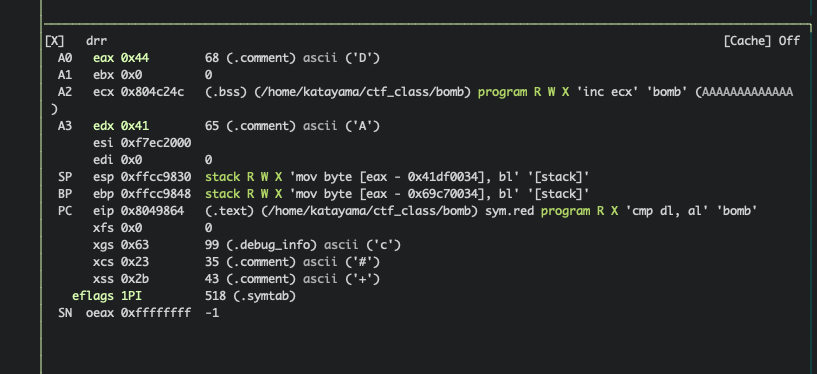 [X] drr [Cache] Off
A0 eax 0x44 68 (.comment) ascii ('D')
A1 ebx 0x0 0
A2 ecx 0x804c24c (.bss) (/home/katayama/ctf_class/bomb) program R W X 'inc ecx' 'bomb' (AAAAAAAAAAAAA
)
A3 edx 0x41 65 (.comment) ascii ('A')
esi 0xf7ec2000
edi 0x0 0
SP esp 0xffcc9830 stack R W X 'mov byte [eax - 0x41df0034], bl' '[stack]'
BP ebp 0xffcc9848 stack R W X 'mov byte [eax - 0x69c70034], bl' '[stack]'
PC eip 0x8049864 (.text) (/home/katayama/ctf_class/bomb) sym.red program R X 'cmp dl, al' 'bomb'
xfs 0x0 0
xgs 0x63 99 (.debug_info) ascii ('c')
xcs 0x23 35 (.comment) ascii ('#')
xss 0x2b 43 (.comment) ascii ('+')
eflags 1PI 518 (.symtab)
SN oeax 0xffffffff -1